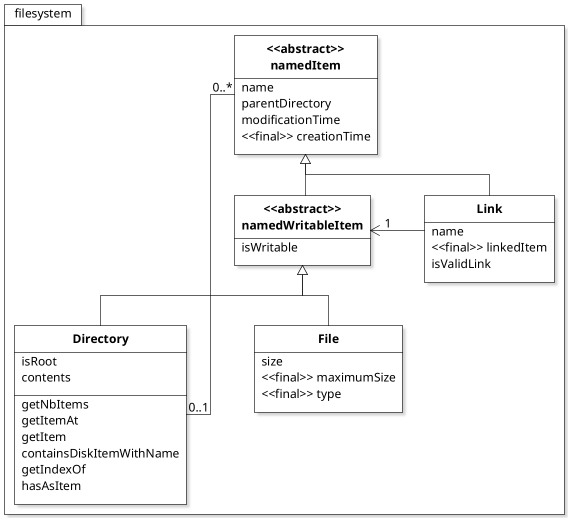 filesystem
<<abstract>>
namedItem
name
parentDirectory
modificationTime
<<final>> creationTime
0..*
<<abstract>>
namedWritableItem
isWritable
1
Link
name
<<final>> linkedItem
isValidLink
Directory
isRoot
contents
getNbItems
getItemAt
getItem
containsDiskItemWithName
getIndexOf
hasAsItem
0..1
File
size
<<final>> maximumSize
<<final>> type